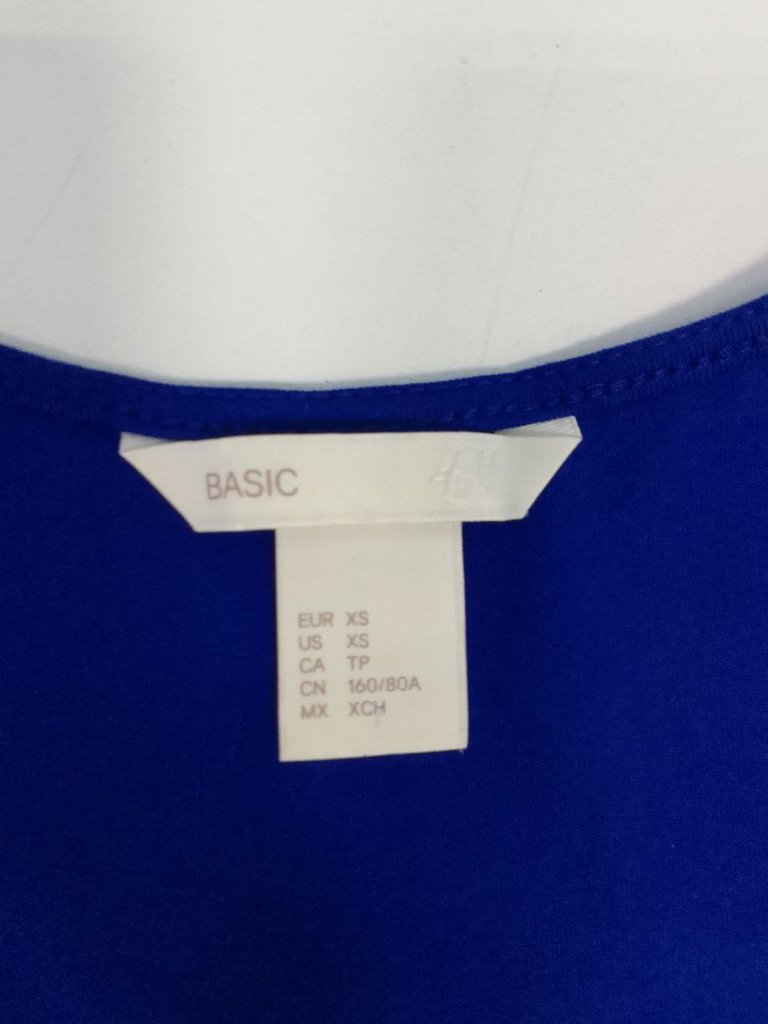 BASIC H&M
EUR XS
US XS
CA TP
CN 160/80A
MX XCH